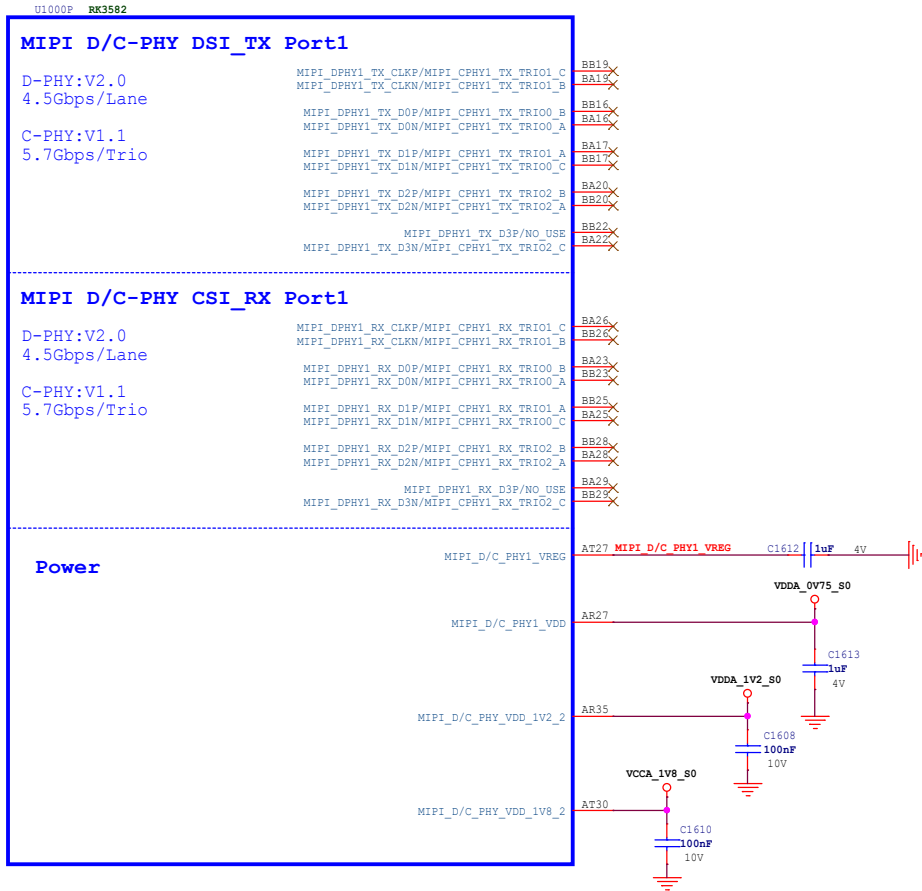 U1000P RK3582
MIPI D/C-PHY DSI_TX Port1
D-PHY:V2.0
4.5Gbps/Lane
C-PHY:V1.1
5.7Gbps/Trio
MIPI_DPHY1_TX_CLKP/MIPI_CPHY1_TX_TRIO1_C BB19
MIPI_DPHY1_TX_CLKN/MIPI_CPHY1_TX_TRIO1_B BA19
MIPI_DPHY1_TX_D0P/MIPI_CPHY1_TX_TRIO0_B BB16
MIPI_DPHY1_TX_D0N/MIPI_CPHY1_TX_TRIO0_A BA16
MIPI_DPHY1_TX_D1P/MIPI_CPHY1_TX_TRIO1_A BA17
MIPI_DPHY1_TX_D1N/MIPI_CPHY1_TX_TRIO0_C BB17
MIPI_DPHY1_TX_D2P/MIPI_CPHY1_TX_TRIO2_B BA20
MIPI_DPHY1_TX_D2N/MIPI_CPHY1_TX_TRIO2_A BB20
MIPI_DPHY1_TX_D3P/NO_USE BB22
MIPI_DPHY1_TX_D3N/MIPI_CPHY1_TX_TRIO2_C BA22
MIPI D/C-PHY CSI_RX Port1
D-PHY:V2.0
4.5Gbps/Lane
C-PHY:V1.1
5.7Gbps/Trio
MIPI_DPHY1_RX_CLKP/MIPI_CPHY1_RX_TRIO1_C BA26
MIPI_DPHY1_RX_CLKN/MIPI_CPHY1_RX_TRIO1_B BB26
MIPI_DPHY1_RX_D0P/MIPI_CPHY1_RX_TRIO0_B BA23
MIPI_DPHY1_RX_D0N/MIPI_CPHY1_RX_TRIO0_A BB23
MIPI_DPHY1_RX_D1P/MIPI_CPHY1_RX_TRIO1_A BB25
MIPI_DPHY1_RX_D1N/MIPI_CPHY1_RX_TRIO0_C BA25
MIPI_DPHY1_RX_D2P/MIPI_CPHY1_RX_TRIO2_B BB28
MIPI_DPHY1_RX_D2N/MIPI_CPHY1_RX_TRIO2_A BA28
MIPI_DPHY1_RX_D3P/NO_USE BA29
MIPI_DPHY1_RX_D3N/MIPI_CPHY1_RX_TRIO2_C BB29
Power
MIPI_D/C_PHY1_VREG AT27 MIPI_D/C_PHY1_VREG C1612 1uF 4V
VDDA_0V75_S0
MIPI_D/C_PHY1_VDD AR27
C1613
1uF
4V
VDDA_1V2_S0
MIPI_D/C_PHY_VDD_1V2_2 AR35
C1608
100nF
10V
VCCA_1V8_S0
MIPI_D/C_PHY_VDD_1V8_2 AT30
C1610
100nF
10V